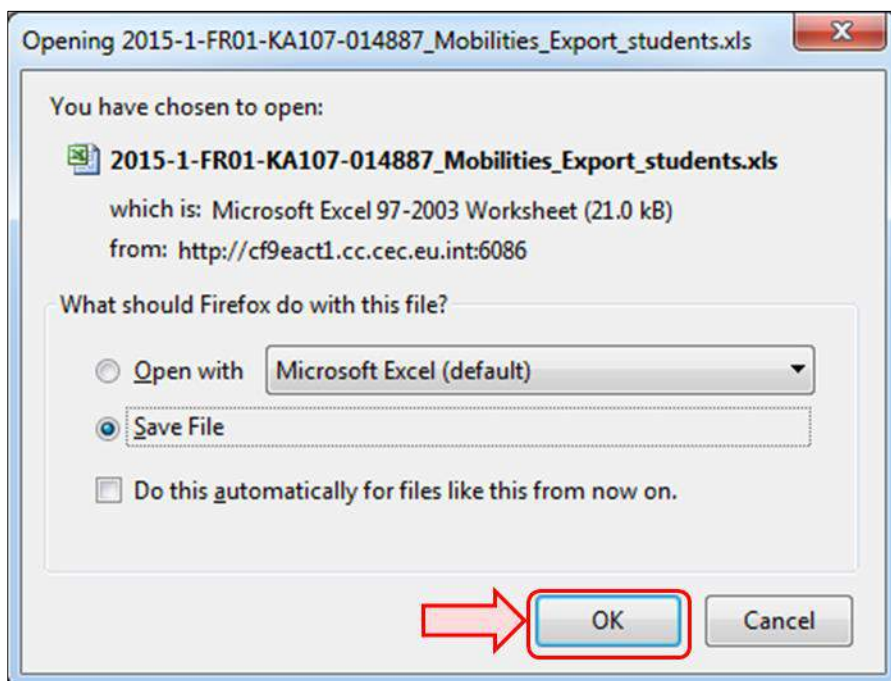 Opening 2015-1-FR01-KA107-014887_Mobilities_Export_students.xls
You have chosen to open:
2015-1-FR01-KA107-014887_Mobilities_Export_students.xls
which is: Microsoft Excel 97-2003 Worksheet (21.0 kB)
from: http://cf9eact1.cc.cec.eu.int:6086
What should Firefox do with this file?
Open with Microsoft Excel (default)
Save File
Do this automatically for files like this from now on.
OK Cancel